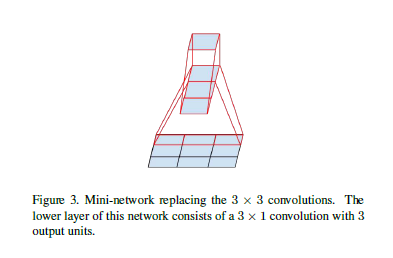 Figure 3. Mini-network replacing the 3 × 3 convolutions. The
lower layer of this network consists of a 3 × 1 convolution with 3
output units.